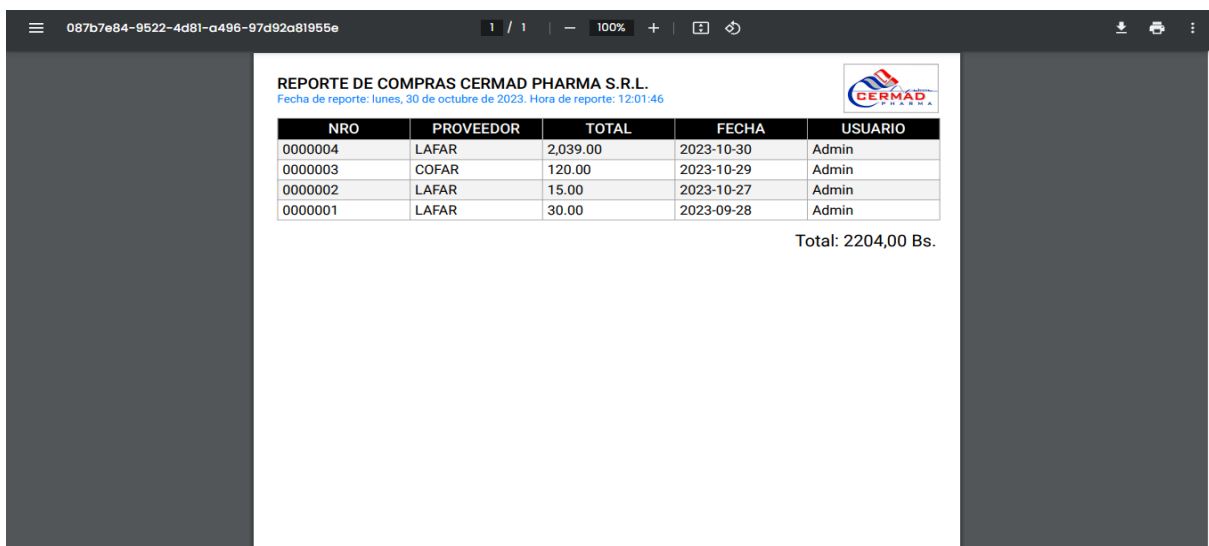 087b7e84-9522-4d81-a496-97d92a81955e 1 / 1 100%
REPORTE DE COMPRAS CERMAD PHARMA S.R.L.
Fecha de reporte: lunes, 30 de octubre de 2023. Hora de reporte: 12:01:46
CERMAD
PHARMA
NRO PROVEEDOR TOTAL FECHA USUARIO
0000004 LAFAR 2,039.00 2023-10-30 Admin
0000003 COFAR 120.00 2023-10-29 Admin
0000002 LAFAR 15.00 2023-10-27 Admin
0000001 LAFAR 30.00 2023-09-28 Admin
Total: 2204,00 Bs.